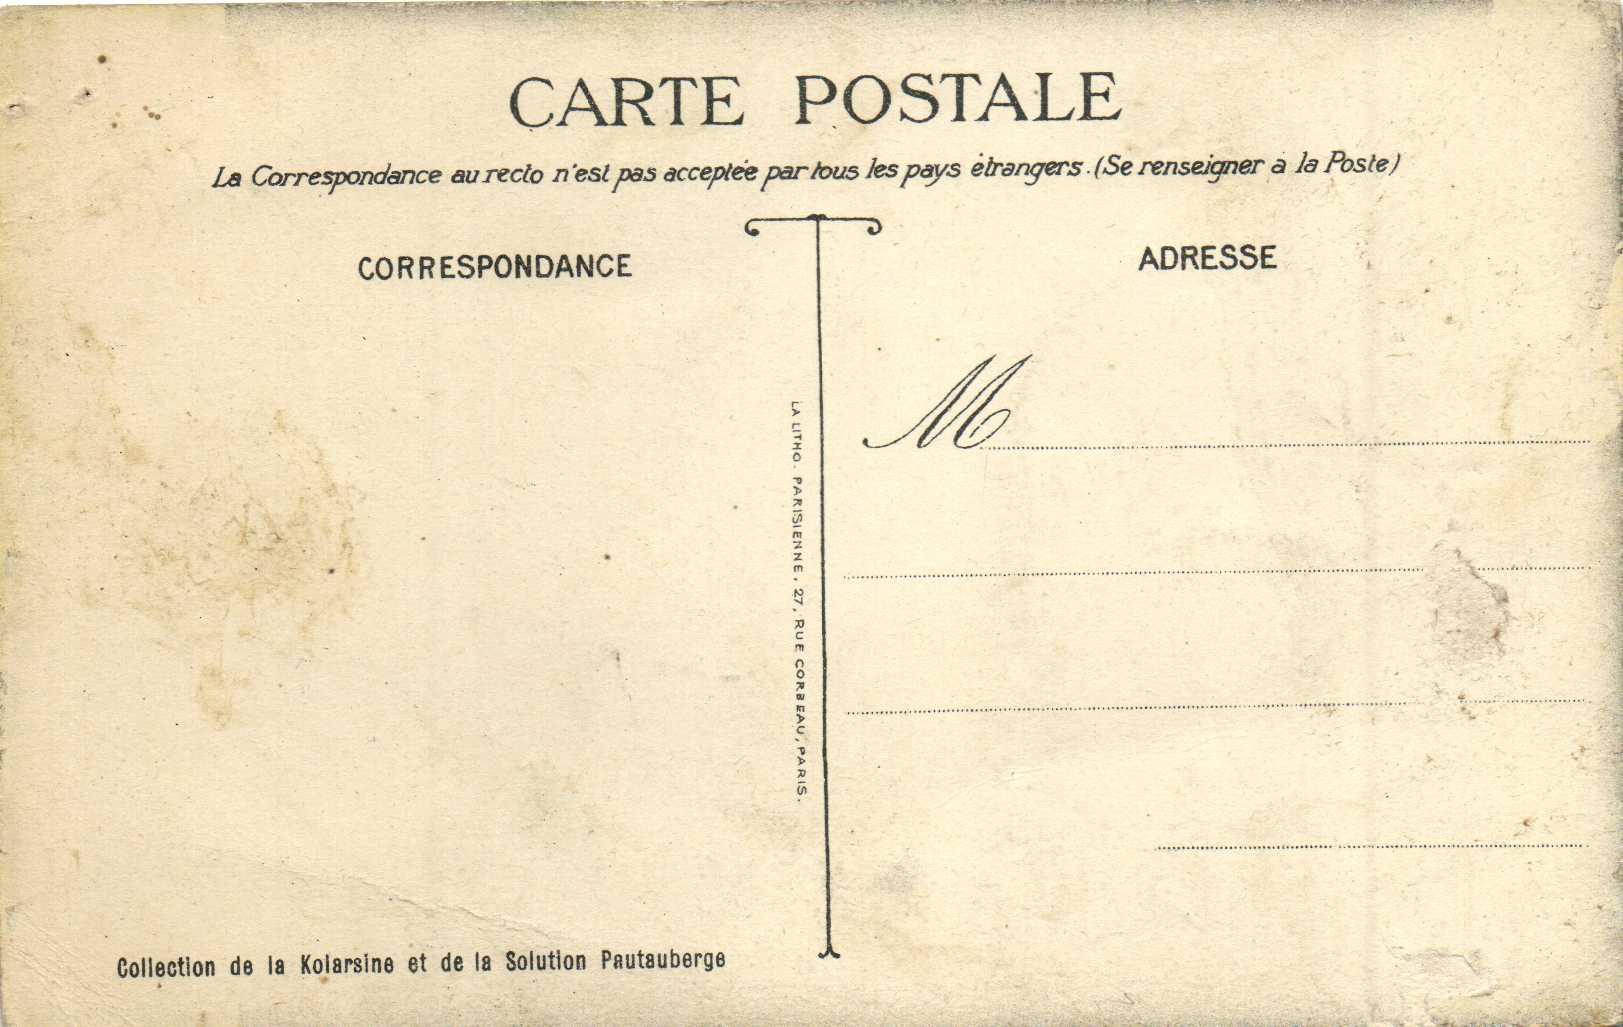 CARTE POSTALE
La Correspondance au recto n'est pas acceptée par tous les pays étrangers. (Se renseigner à la Poste)
CORRESPONDANCE
ADRESSE
M
LA LITHO. PARISIENNE, 27, RUE CORBEAU, PARIS.
Collection de la Kolarsine et de la Solution Pautauberge